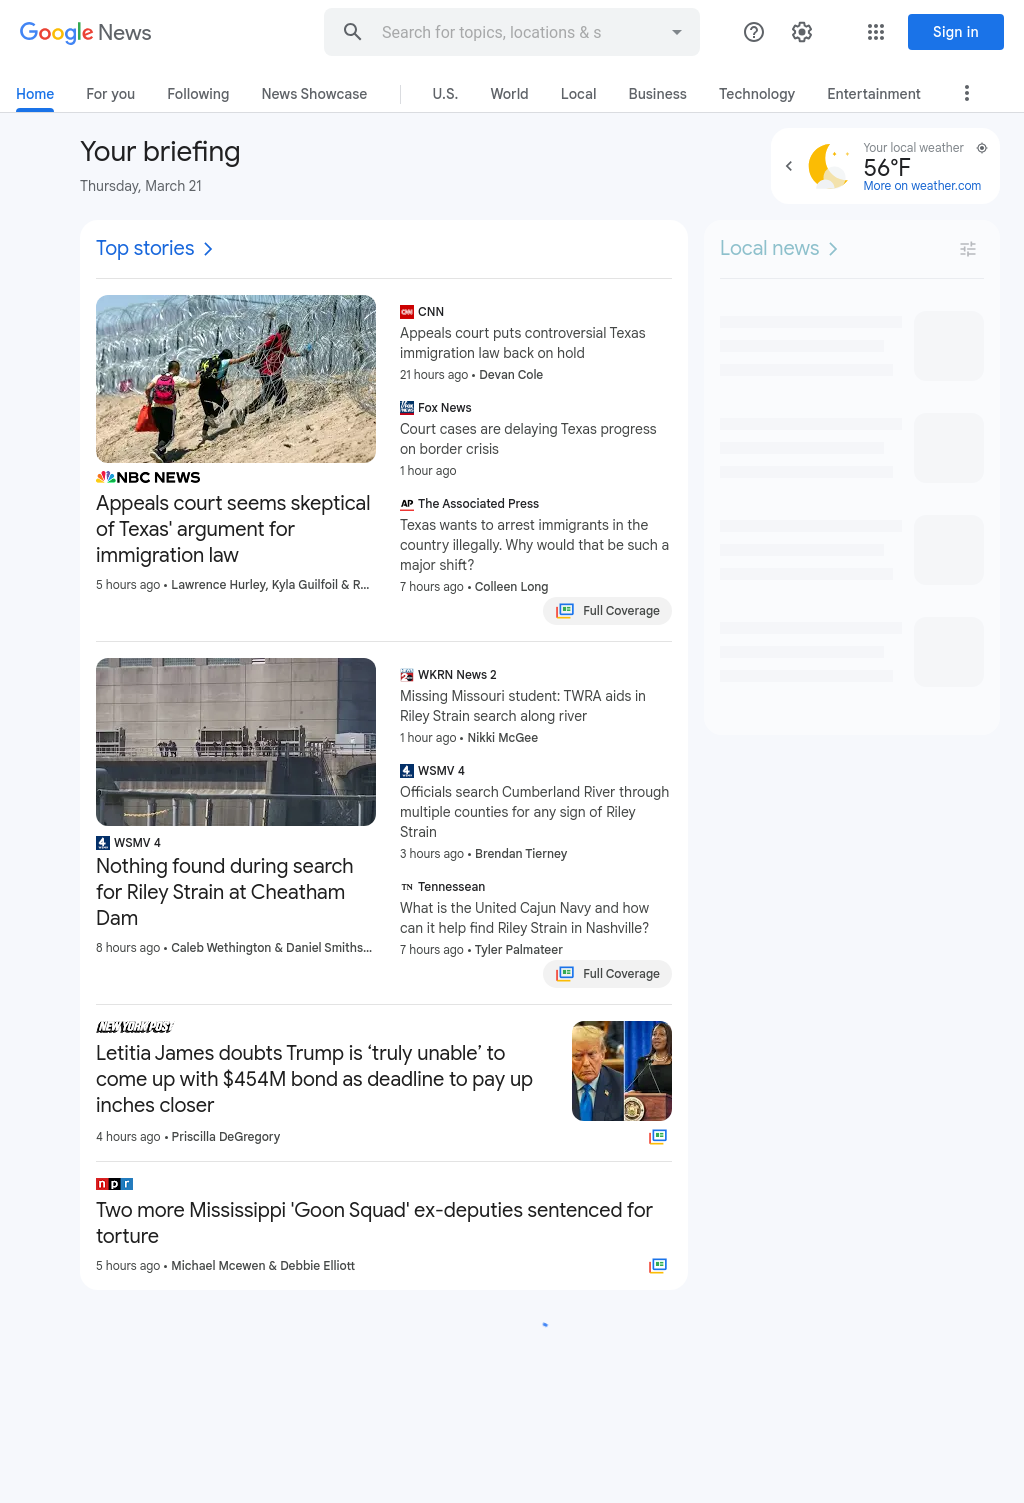 Google News
Search for topics, locations & s
Sign in
Home
For you
Following
News Showcase
U.S.
World
Local
Business
Technology
Entertainment
Your briefing
Thursday, March 21
Your local weather
56°F
More on weather.com
Top stories
NBC NEWS
Appeals court seems skeptical
of Texas' argument for
immigration law
5 hours ago • Lawrence Hurley, Kyla Guilfoil & R...
CNN
CNN
Appeals court puts controversial Texas
immigration law back on hold
21 hours ago • Devan Cole
Fox News
Court cases are delaying Texas progress
on border crisis
1 hour ago
AP
The Associated Press
Texas wants to arrest immigrants in the
country illegally. Why would that be such a
major shift?
7 hours ago • Colleen Long
Full Coverage
4
WSMV 4
Nothing found during search
for Riley Strain at Cheatham
Dam
8 hours ago • Caleb Wethington & Daniel Smiths...
2
WKRN News 2
Missing Missouri student: TWRA aids in
Riley Strain search along river
1 hour ago • Nikki McGee
4
WSMV 4
Officials search Cumberland River through
multiple counties for any sign of Riley
Strain
3 hours ago • Brendan Tierney
TN
Tennessean
What is the United Cajun Navy and how
can it help find Riley Strain in Nashville?
7 hours ago • Tyler Palmateer
Full Coverage
NEW YORK POST
Letitia James doubts Trump is ‘truly unable’ to
come up with $454M bond as deadline to pay up
inches closer
4 hours ago • Priscilla DeGregory
npr
Two more Mississippi 'Goon Squad' ex-deputies sentenced for
torture
5 hours ago • Michael Mcewen & Debbie Elliott
Local news